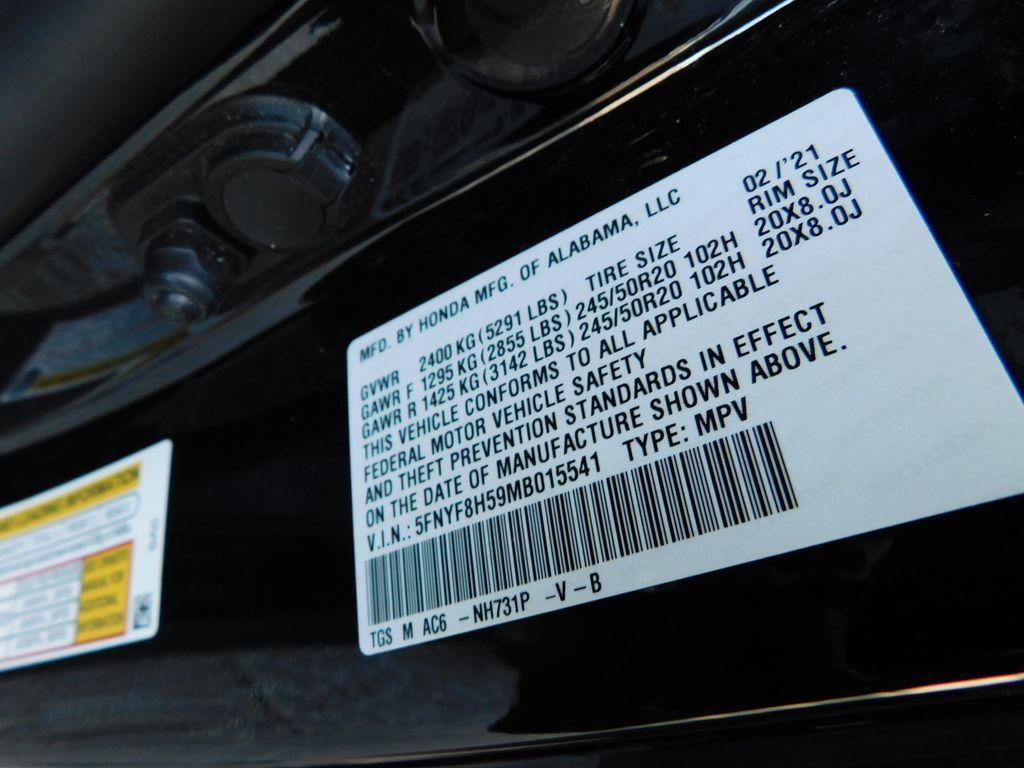 MFD. BY HONDA MFG. OF ALABAMA, LLC 02/'21
GVWR 2400 KG(5291 LBS) TIRE SIZE RIM SIZE
GAWR F 1295 KG(2855 LBS) 245/50R20 102H 20X8.0J
GAWR R 1425 KG(3142 LBS) 245/50R20 102H 20X8.0J
THIS VEHICLE CONFORMS TO ALL APPLICABLE
FEDERAL MOTOR VEHICLE SAFETY
AND THEFT PREVENTION STANDARDS IN EFFECT
ON THE DATE OF MANUFACTURE SHOWN ABOVE.
V.I.N.: 5FNYF8H59MB015541 TYPE: MPV
TGS M AC6 -NH731P -V-B
LOADING INFORMATION